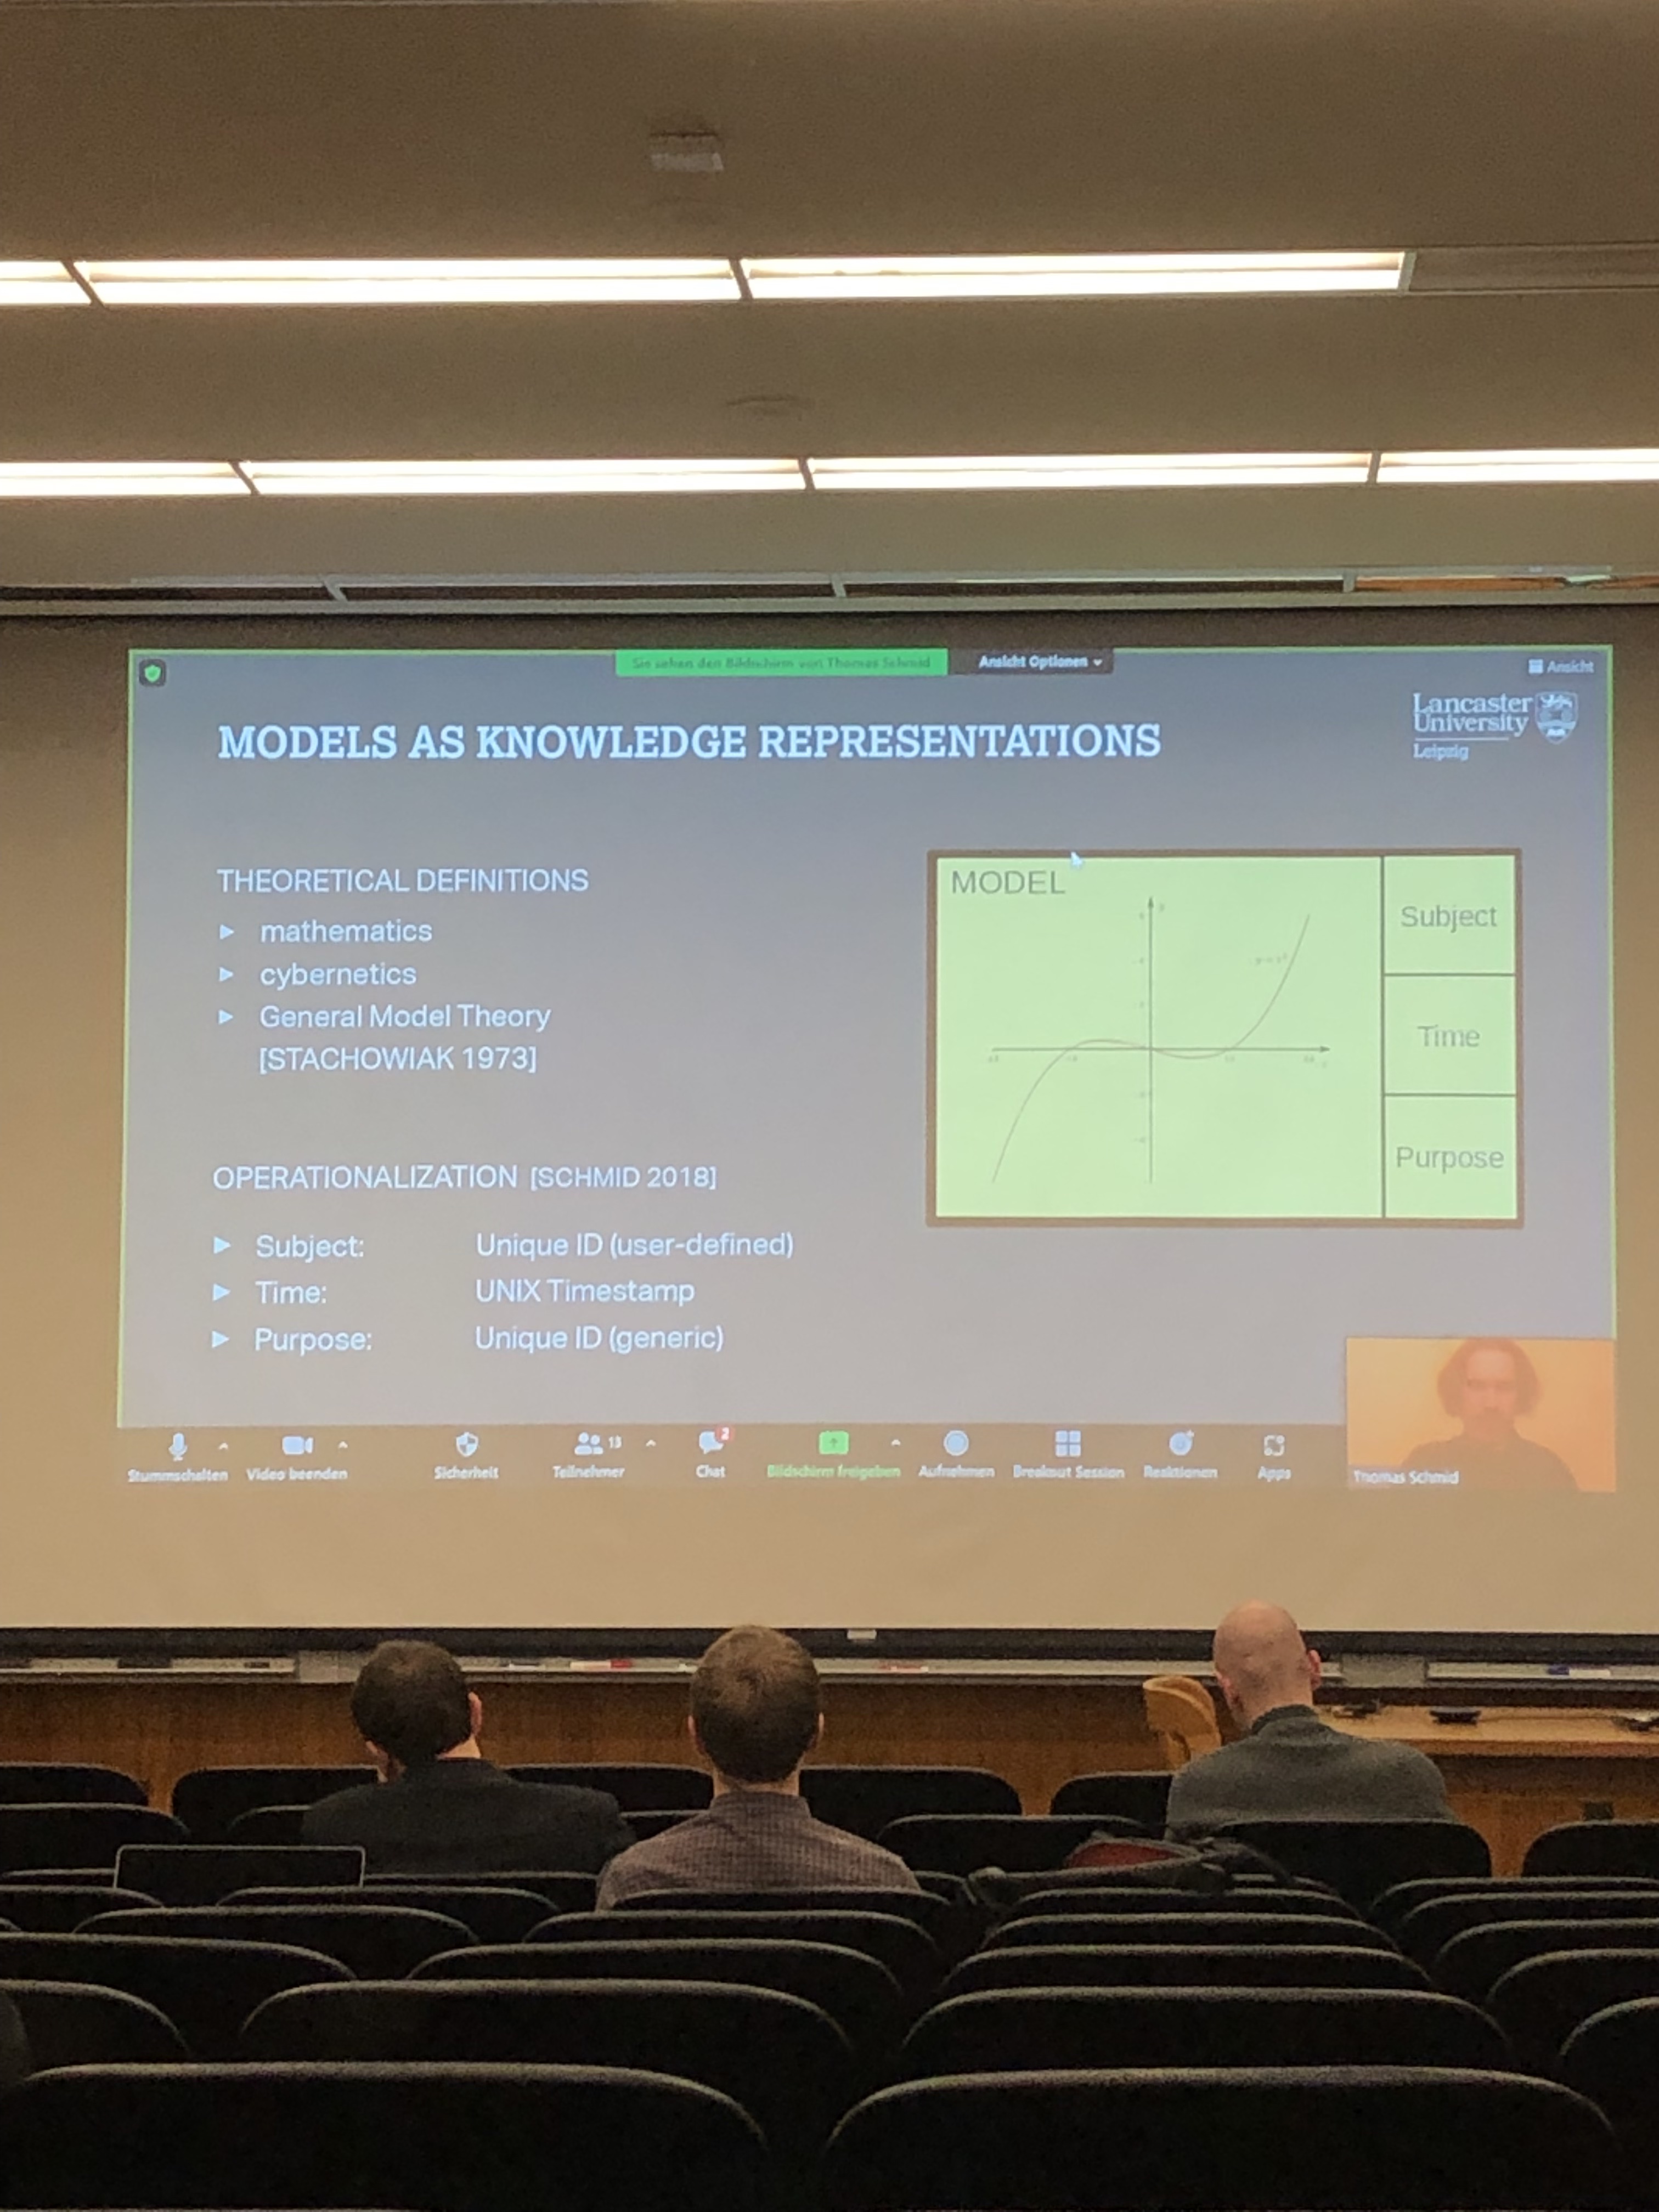 Sie sehen den Bildschirm von Thomas Schmid
Ansicht Optionen
Ansicht
Lancaster
University
Leipzig
MODELS AS KNOWLEDGE REPRESENTATIONS
THEORETICAL DEFINITIONS
mathematics
cybernetics
General Model Theory
[STACHOWIAK 1973]
OPERATIONALIZATION [SCHMID 2018]
Subject: Unique ID (user-defined)
Time: UNIX Timestamp
Purpose: Unique ID (generic)
MODEL
Subject
Time
Purpose
Thomas Schmid
13
2
Stummschalten
Video beenden
Sicherheit
Teilnehmer
Chat
Bildschirm freigeben
Aufnehmen
Breakout Session
Reaktionen
Apps